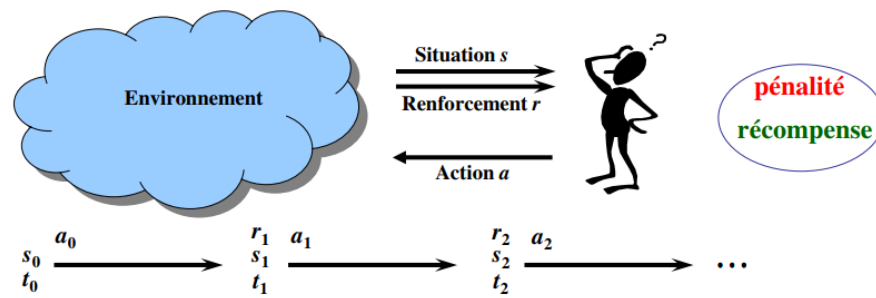 Environnement
Situation s
Renforcement r
Action a
?
pénalité
récompense
a₀
s₀
t₀
r₁ a₁
s₁
t₁
r₂ a₂
s₂
t₂
...